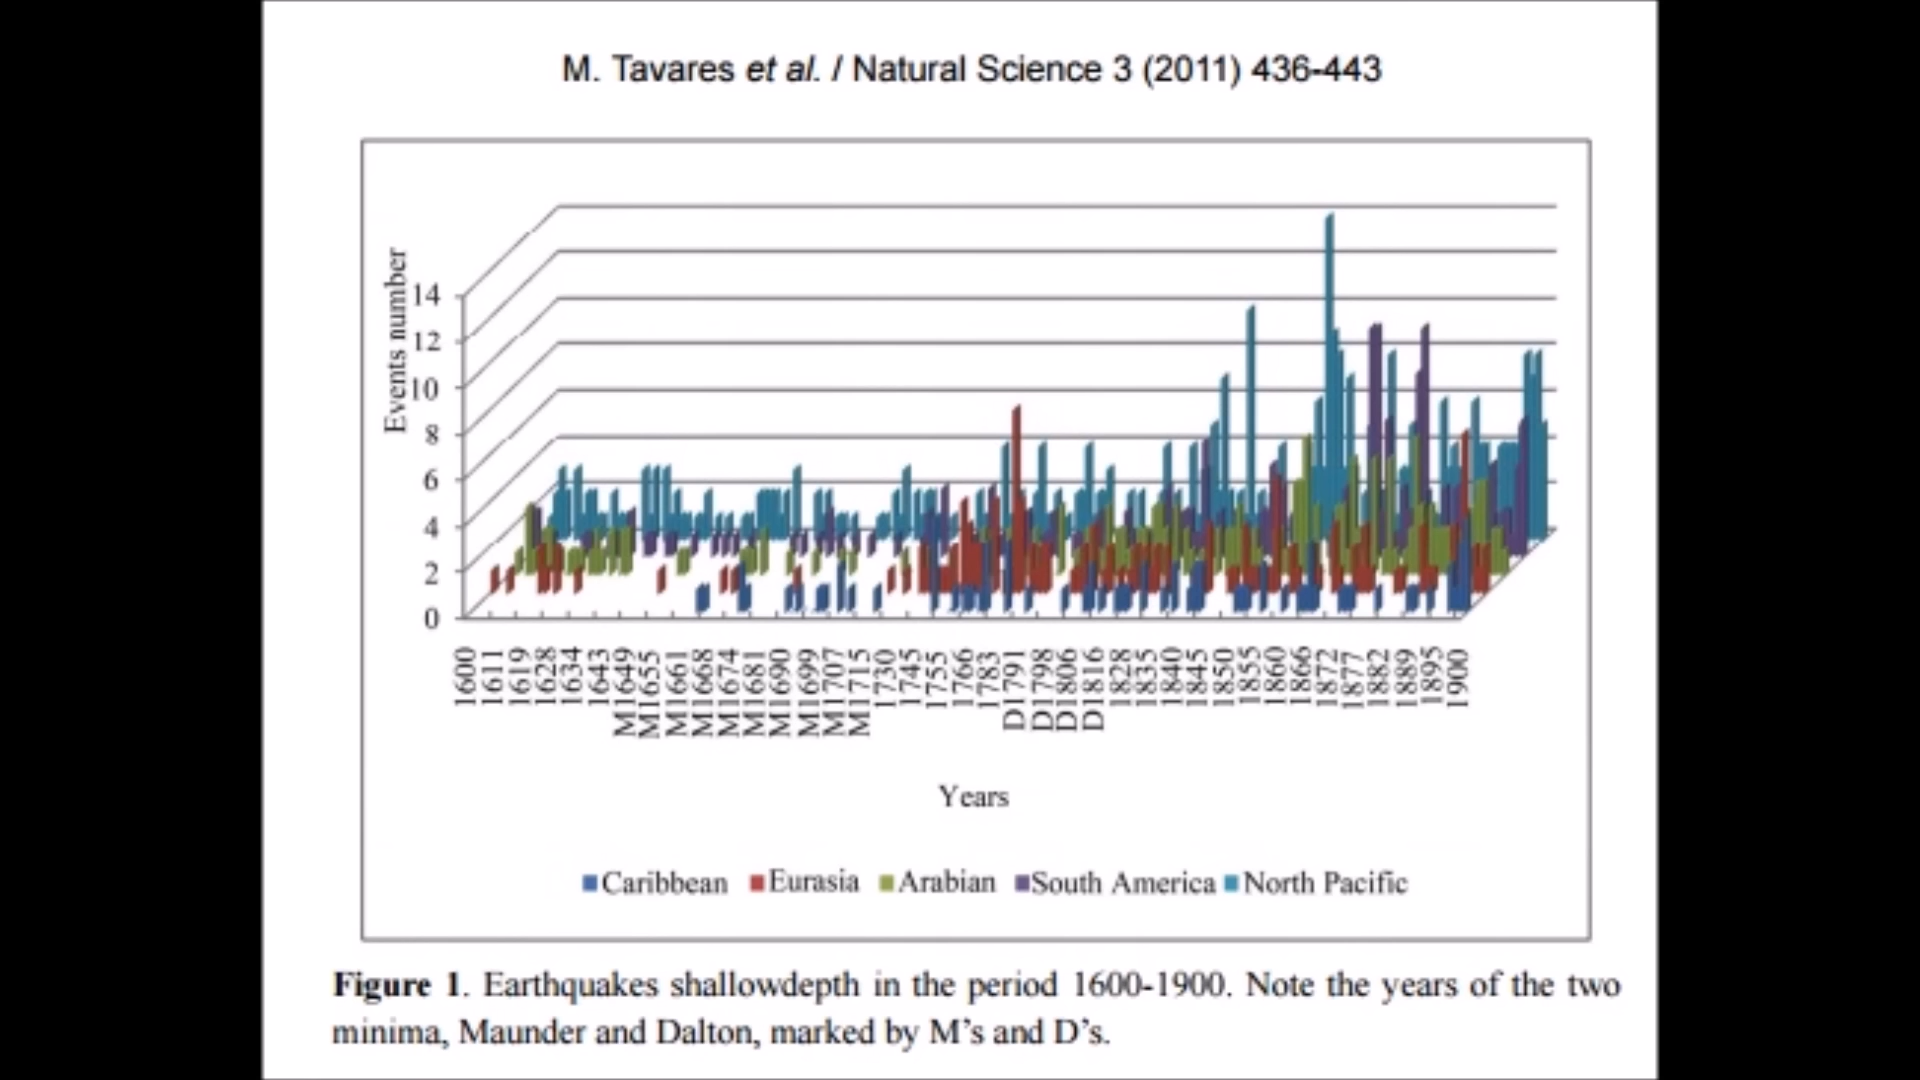 M. Tavares et al. / Natural Science 3 (2011) 436-443
Events number
14
12
10
8
6
4
2
0
1600
1611
1619
1628
1634
1643
M1649
M1655
M1661
M1668
M1674
M1681
M1690
M1699
M1707
M1715
1730
1745
1755
1766
1783
D1791
D1798
D1806
D1816
1828
1835
1840
1845
1850
1855
1860
1866
1872
1877
1882
1889
1895
1900
Years
Caribbean Eurasia Arabian South America North Pacific
Figure 1. Earthquakes shallowdepth in the period 1600-1900. Note the years of the two
minima, Maunder and Dalton, marked by M's and D's.